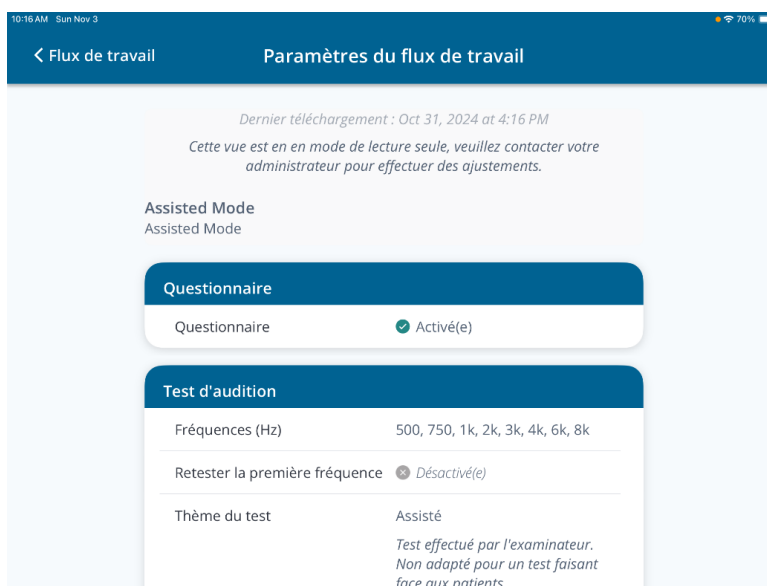 10:16 AM Sun Nov 3
70%
Flux de travail
Paramètres du flux de travail
Dernier téléchargement : Oct 31, 2024 at 4:16 PM
Cette vue est en en mode de lecture seule, veuillez contacter votre
administrateur pour effectuer des ajustements.
Assisted Mode
Assisted Mode
Questionnaire
Questionnaire
Activé(e)
Test d'audition
Fréquences (Hz)
500, 750, 1k, 2k, 3k, 4k, 6k, 8k
Retester la première fréquence
Désactivé(e)
Thème du test
Assisté
Test effectué par l'examinateur.
Non adapté pour un test faisant
face aux patients.